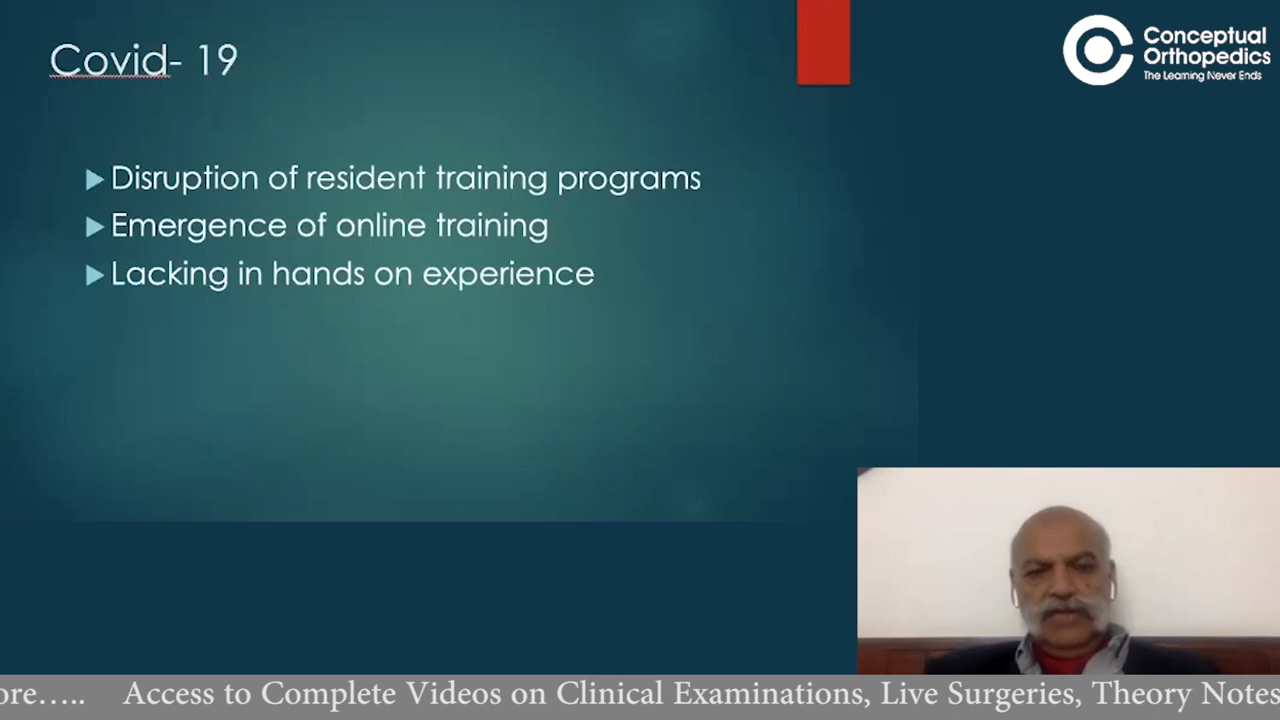 Covid- 19
Conceptual
Orthopedics
The Learning Never Ends
Disruption of resident training programs
Emergence of online training
Lacking in hands on experience
ore….. Access to Complete Videos on Clinical Examinations, Live Surgeries, Theory Notes